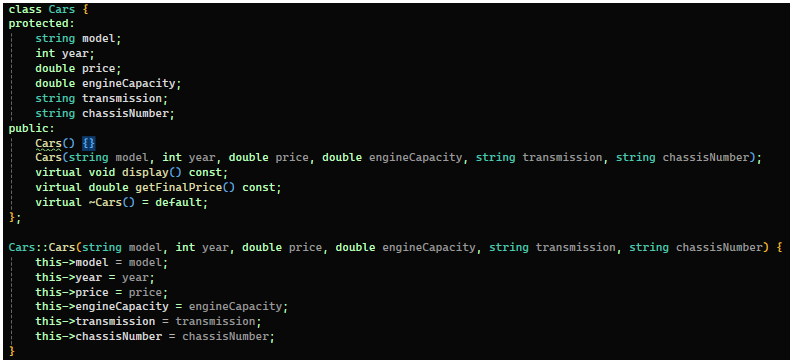 class Cars {
protected:
    string model;
    int year;
    double price;
    double engineCapacity;
    string transmission;
    string chassisNumber;
public:
    Cars() {}
    Cars(string model, int year, double price, double engineCapacity, string transmission, string chassisNumber);
    virtual void display() const;
    virtual double getFinalPrice() const;
    virtual ~Cars() = default;
};

Cars::Cars(string model, int year, double price, double engineCapacity, string transmission, string chassisNumber) {
    this->model = model;
    this->year = year;
    this->price = price;
    this->engineCapacity = engineCapacity;
    this->transmission = transmission;
    this->chassisNumber = chassisNumber;
}